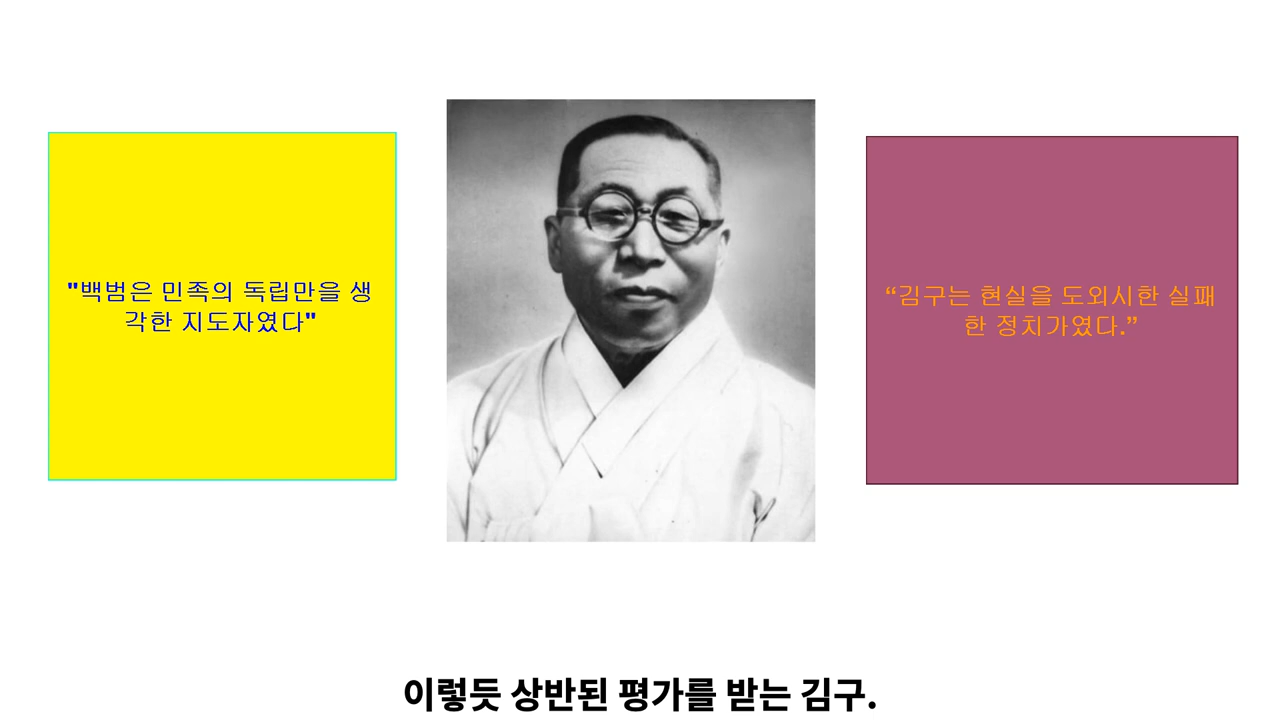 "백범은 민족의 독립만을 생
각한 지도자였다"
“김구는 현실을 도외시한 실패
한 정치가였다.”
이렇듯 상반된 평가를 받는 김구.